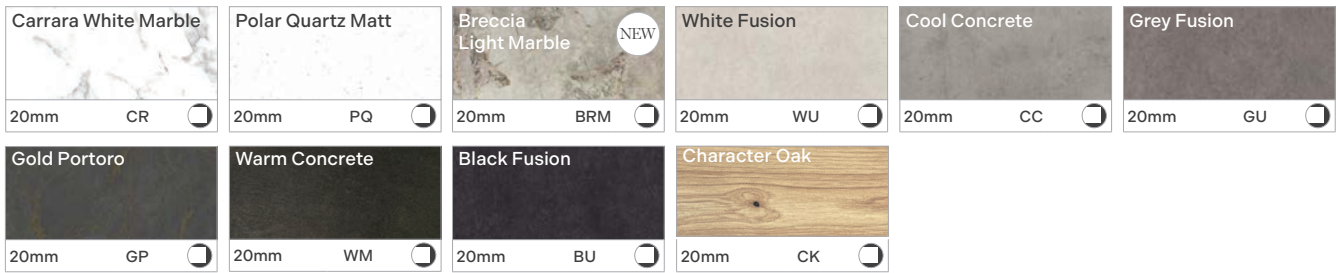 Carrara White Marble
20mm CR
Polar Quartz Matt
20mm PQ
Breccia
Light Marble
NEW
20mm BRM
White Fusion
20mm WU
Cool Concrete
20mm CC
Grey Fusion
20mm GU
Gold Portoro
20mm GP
Warm Concrete
20mm WM
Black Fusion
20mm BU
Character Oak
20mm CK